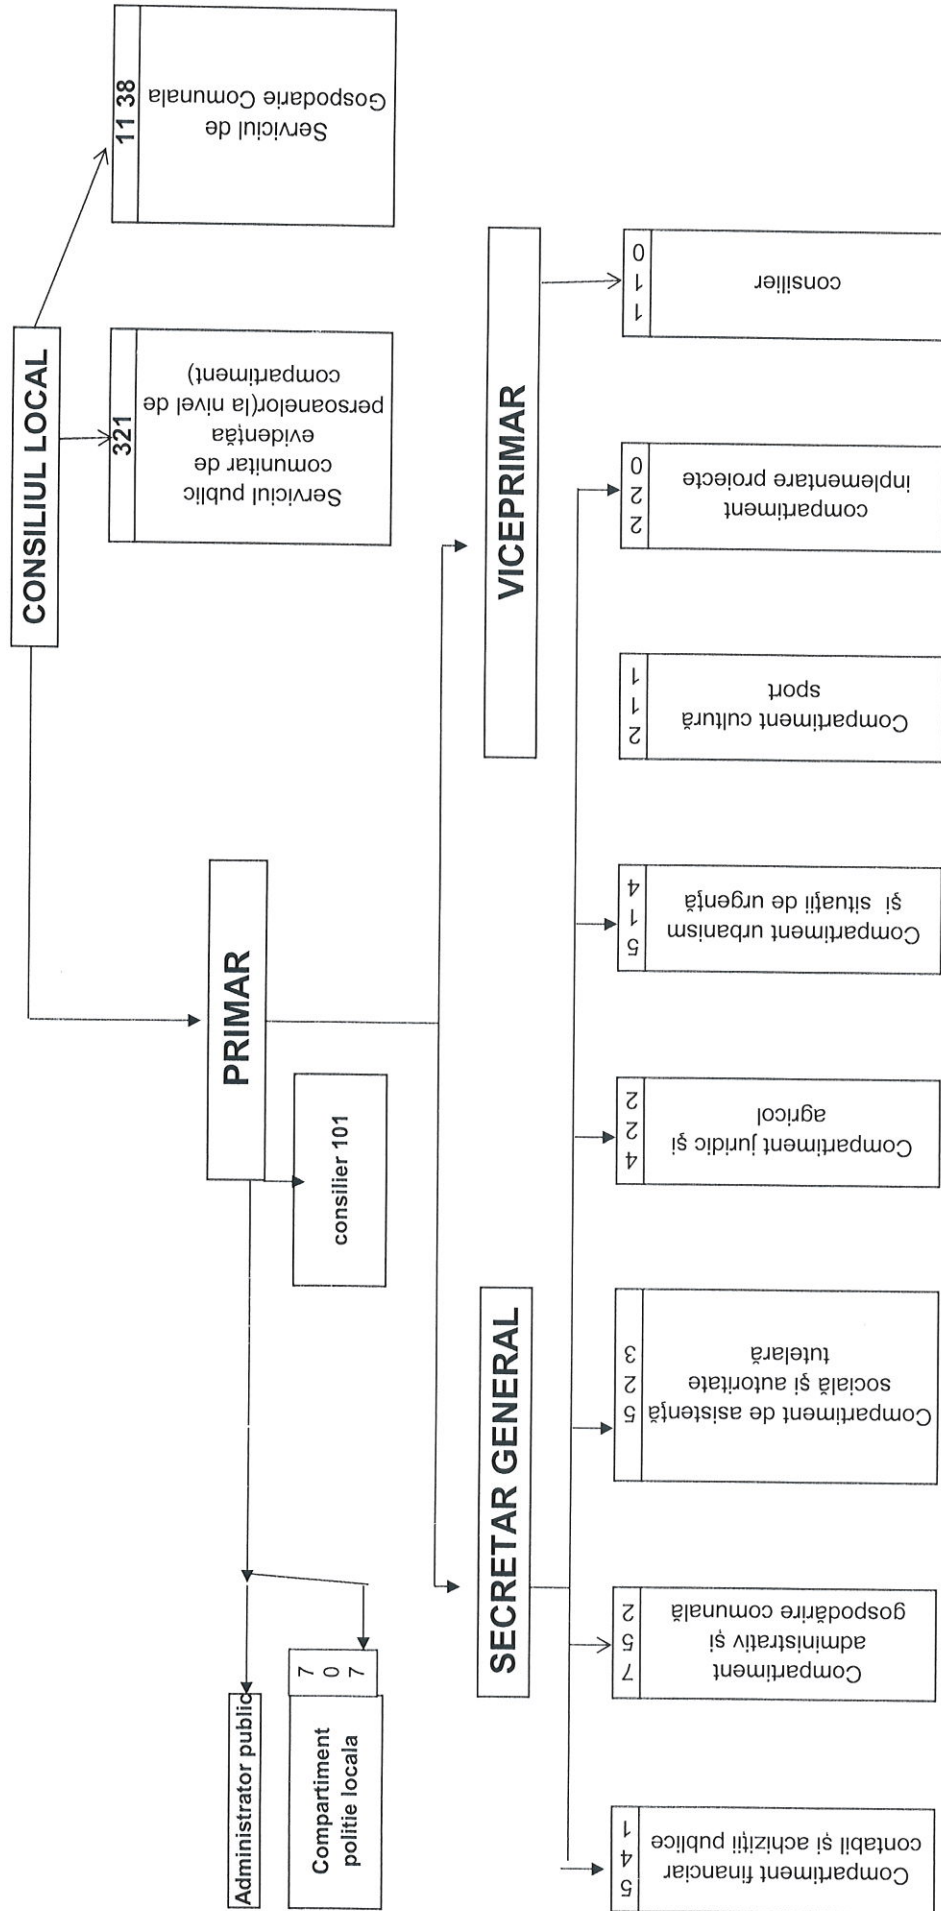 CONSILIUL LOCAL
321
Serviciul public
comunitar de
evidențăa
persoanelor(la nivel de
compartiment)
11 38
Serviciul de
Gospodarie Comunala
PRIMAR
consilier 101
Administrator public
7 0 7
Compartiment
politie locala
SECRETAR GENERAL
VICEPRIMAR
5 4 1
Compartiment financiar
contabil și achiziții publice
7 5 2
Compartiment
administrativ și
gospodărire comunală
5 2 3
Compartiment de asistență
socială și autoritate
tutelară
4 2 2
Compartiment juridic și
agricol
5 1 4
Compartiment urbanism
și situații de urgență
2 1 1
Compartiment cultură
sport
2 2 0
compartiment
inplementare proiecte
1 1 0
consilier